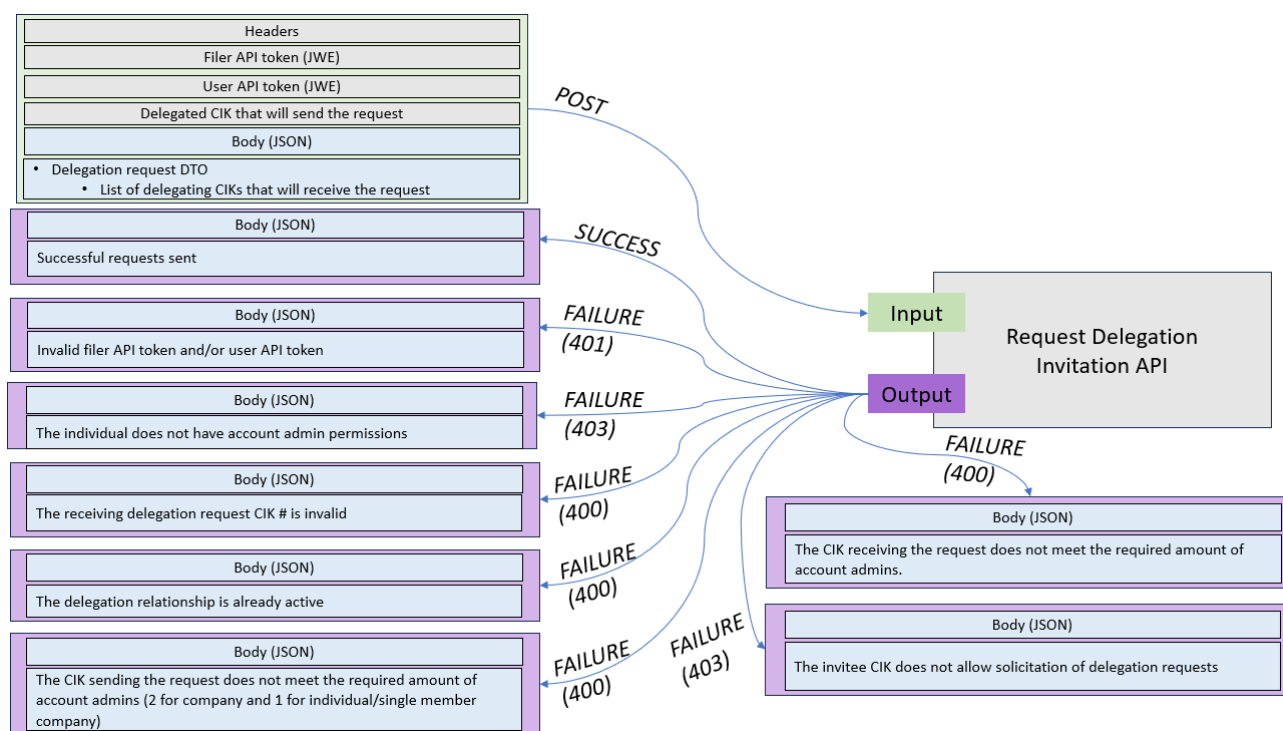 Headers
Filer API token (JWE)
User API token (JWE)
Delegated CIK that will send the request
Body (JSON)
• Delegation request DTO
• List of delegating CIKs that will receive the request
POST
Body (JSON)
Successful requests sent
SUCCESS
Body (JSON)
Invalid filer API token and/or user API token
FAILURE
(401)
Body (JSON)
The individual does not have account admin permissions
FAILURE
(403)
Body (JSON)
The receiving delegation request CIK # is invalid
FAILURE
(400)
Body (JSON)
The delegation relationship is already active
FAILURE
(400)
Body (JSON)
The CIK sending the request does not meet the required amount of
account admins (2 for company and 1 for individual/single member
company)
FAILURE
(400)
Input
Output
Request Delegation
Invitation API
FAILURE
(400)
Body (JSON)
The CIK receiving the request does not meet the required amount of
account admins.
FAILURE
(403)
Body (JSON)
The invitee CIK does not allow solicitation of delegation requests